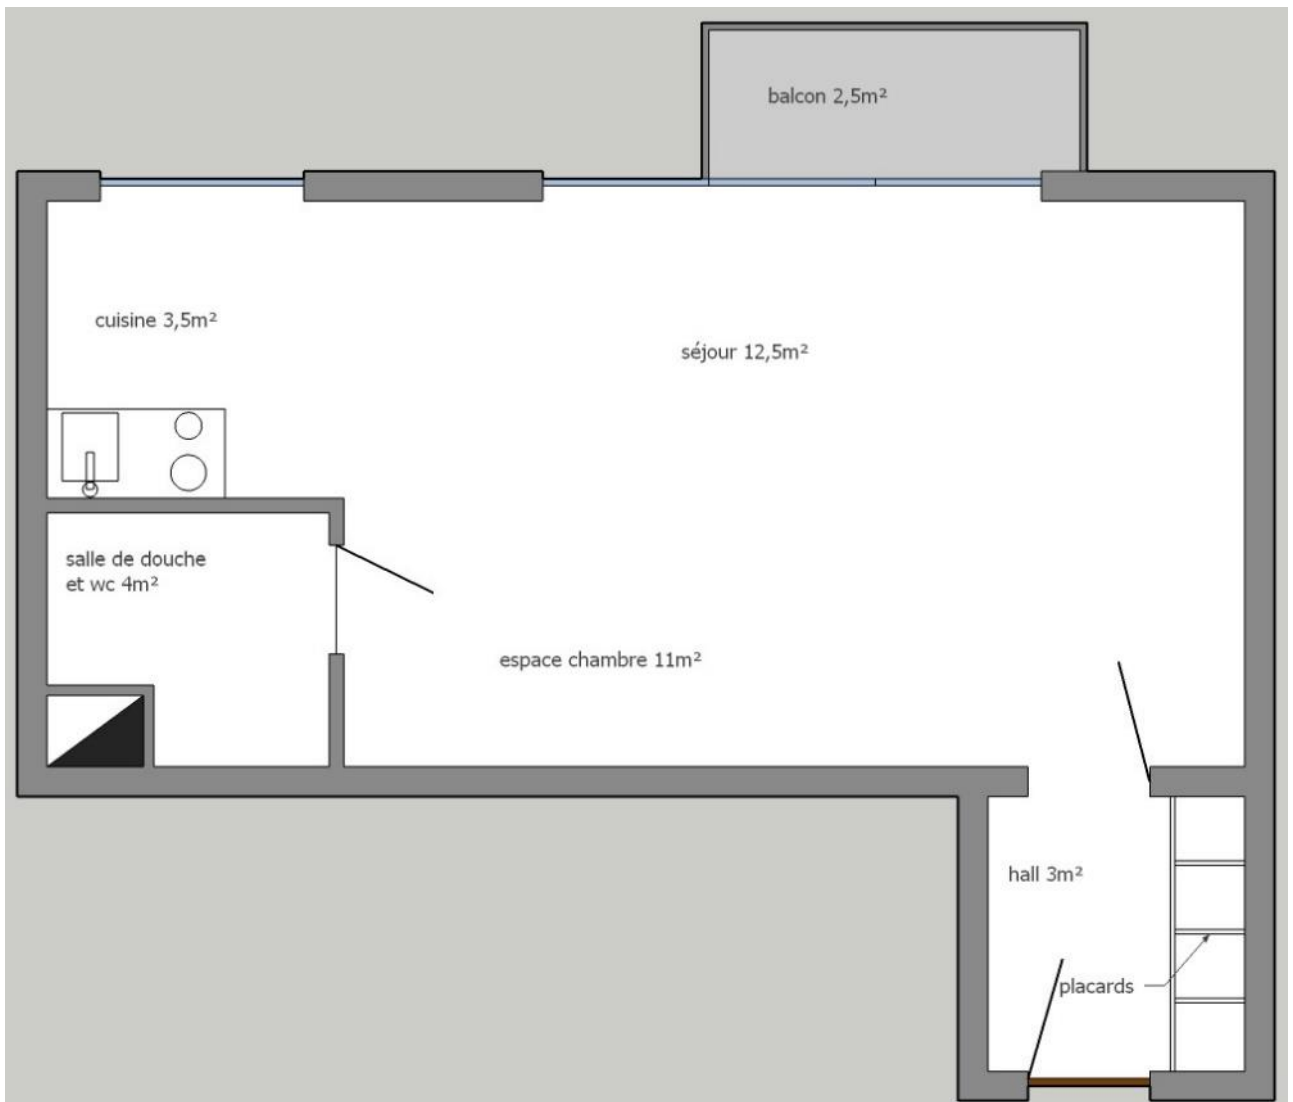 balcon 2,5m²
cuisine 3,5m²
séjour 12,5m²
salle de douche
et wc 4m²
espace chambre 11m²
hall 3m²
placards